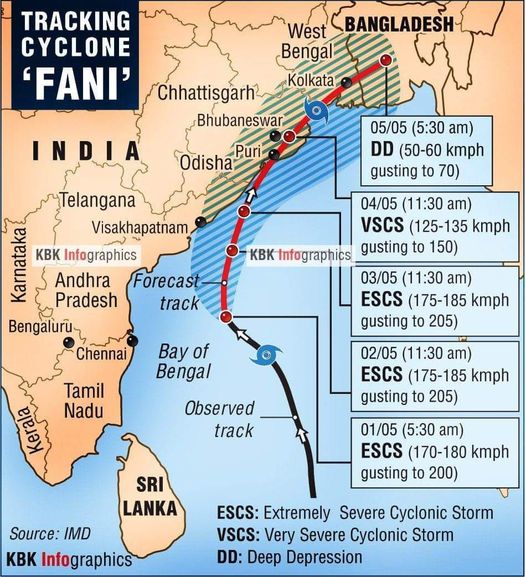 TRACKING
CYCLONE
'FANI'
BANGLADESH
West
Bengal
Kolkata
Chhattisgarh
Bhubaneswar
INDIA
Puri
Odisha
Telangana
Visakhapatnam
KBK Infographics
KBK Infographics
Karnataka
Andhra
Pradesh
Forecast
track
Bengaluru
Chennai
Bay of
Bengal
Tamil
Nadu
Kerala
Observed
track
SRI
LANKA
05/05 (5:30 am)
DD (50-60 kmph
gusting to 70)
04/05 (11:30 am)
VSCS (125-135 kmph
gusting to 150)
03/05 (11:30 am)
ESCS (175-185 kmph
gusting to 205)
02/05 (11:30 am)
ESCS (175-185 kmph
gusting to 205)
01/05 (5:30 am)
ESCS (170-180 kmph
gusting to 200)
ESCS: Extremely Severe Cyclonic Storm
VSCS: Very Severe Cyclonic Storm
DD: Deep Depression
Source: IMD
KBK Infographics